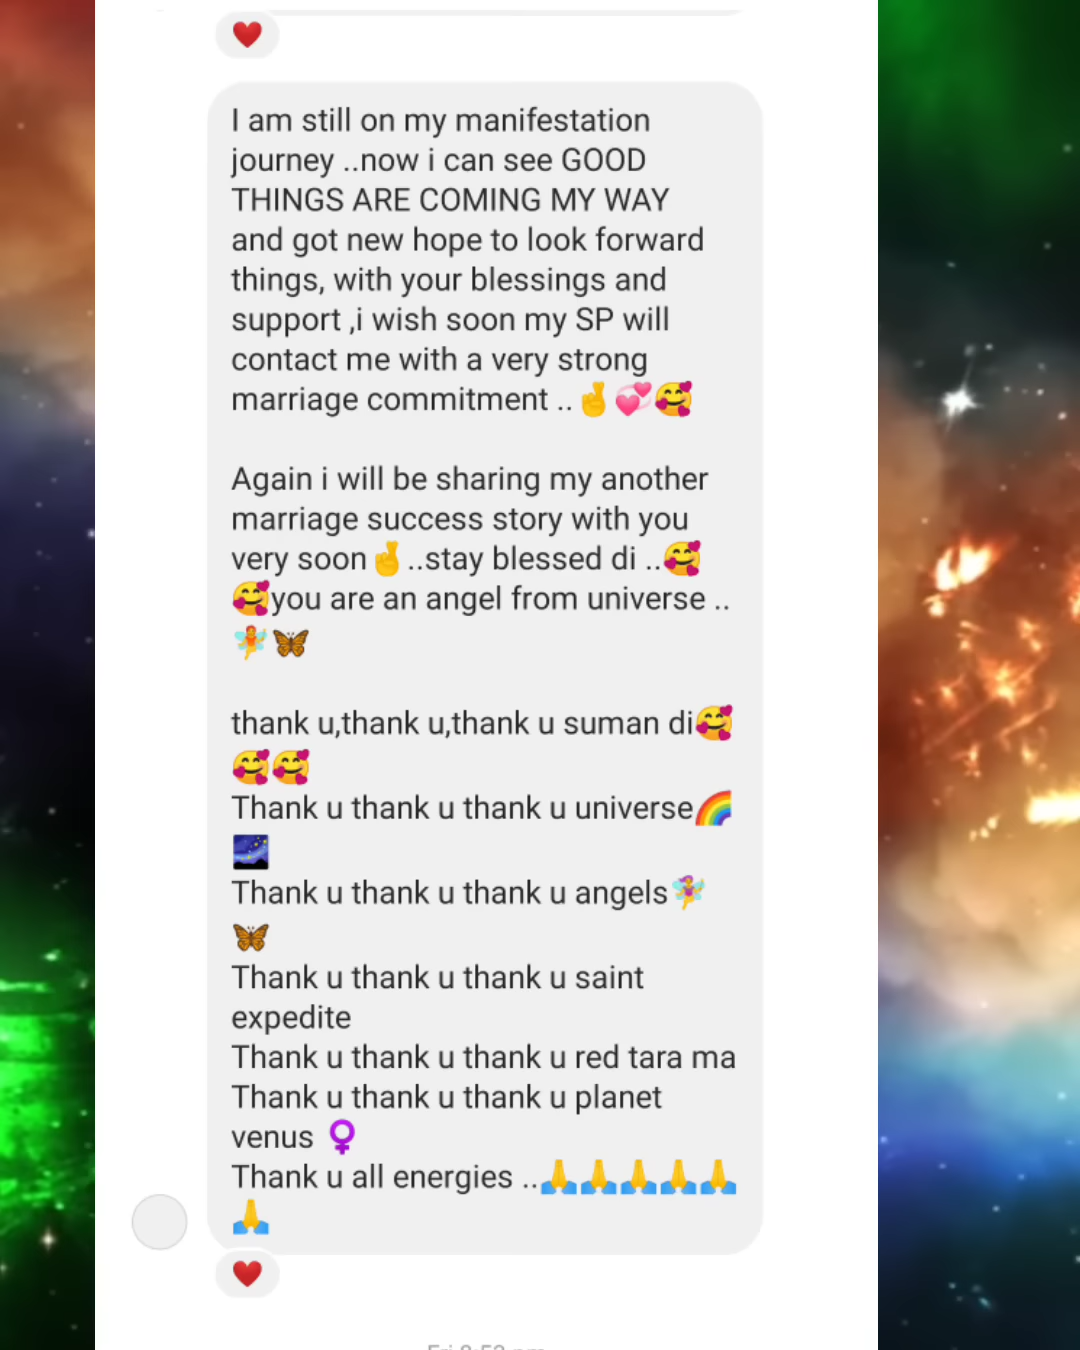 I am still on my manifestation
journey ..now i can see GOOD
THINGS ARE COMING MY WAY
and got new hope to look forward
things, with your blessings and
support ,i wish soon my SP will
contact me with a very strong
marriage commitment ..🤞💞🥰
Again i will be sharing my another
marriage success story with you
very soon🤞..stay blessed di ..🥰
🥰you are an angel from universe ..
🧚🦋
thank u,thank u,thank u suman di🥰
🥰🥰
Thank u thank u thank u universe🌈
🌌
Thank u thank u thank u angels🧚‍♀️
🦋
Thank u thank u thank u saint
expedite
Thank u thank u thank u red tara ma
Thank u thank u thank u planet
venus ♀️
Thank u all energies ..🙏🙏🙏🙏🙏
🙏